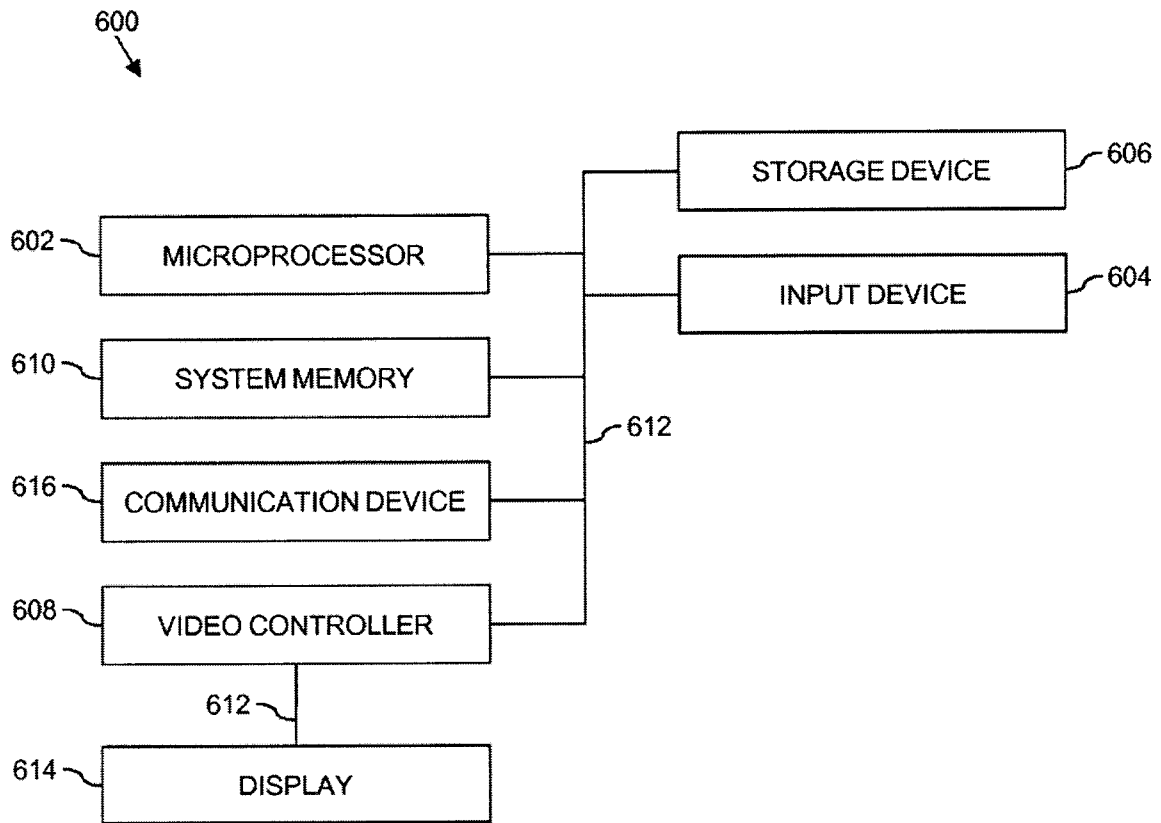 600
STORAGE DEVICE
606
602
MICROPROCESSOR
INPUT DEVICE
604
610
SYSTEM MEMORY
612
616
COMMUNICATION DEVICE
608
VIDEO CONTROLLER
612
614
DISPLAY